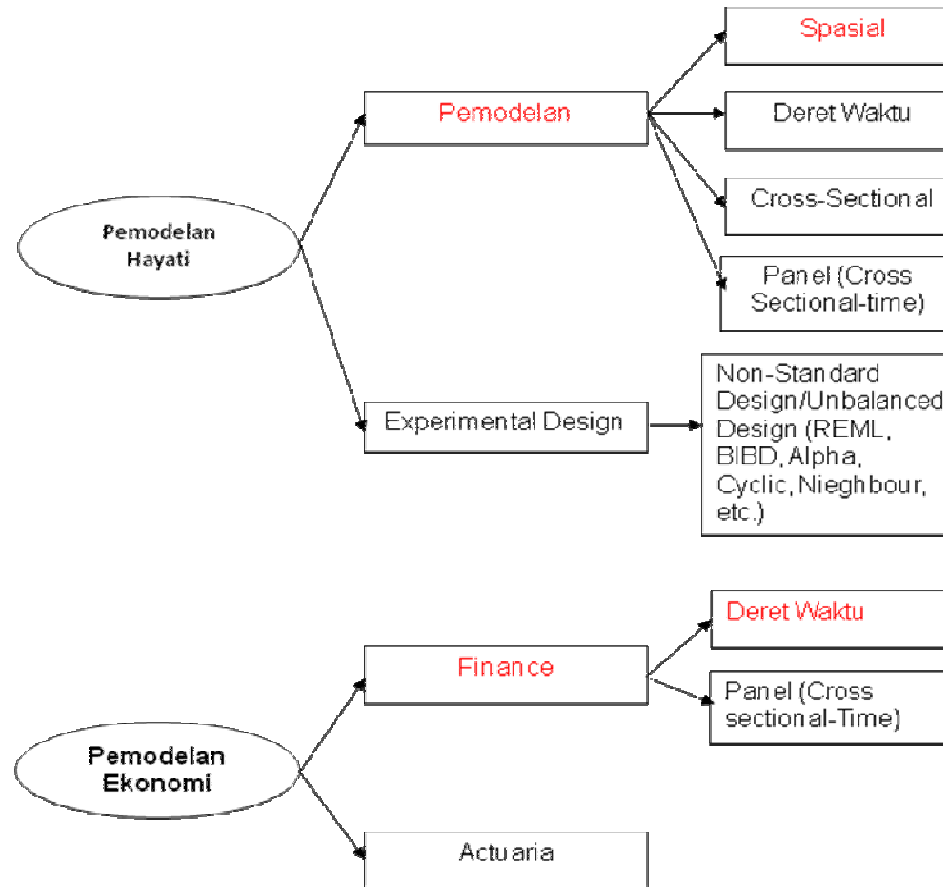 Spasial
Pemodelan
Deret Waktu
Cross-Sectional
Pemodelan
Hayati
Panel (Cross
Sectional-time)
Experimental Design
Non-Standard
Design/Unbalanced
Design (REML,
BIBD, Alpha,
Cyclic, Nieghbour,
etc.)
Deret Waktu
Finance
Panel (Cross
sectional-Time)
Pemodelan
Ekonomi
Actuaria